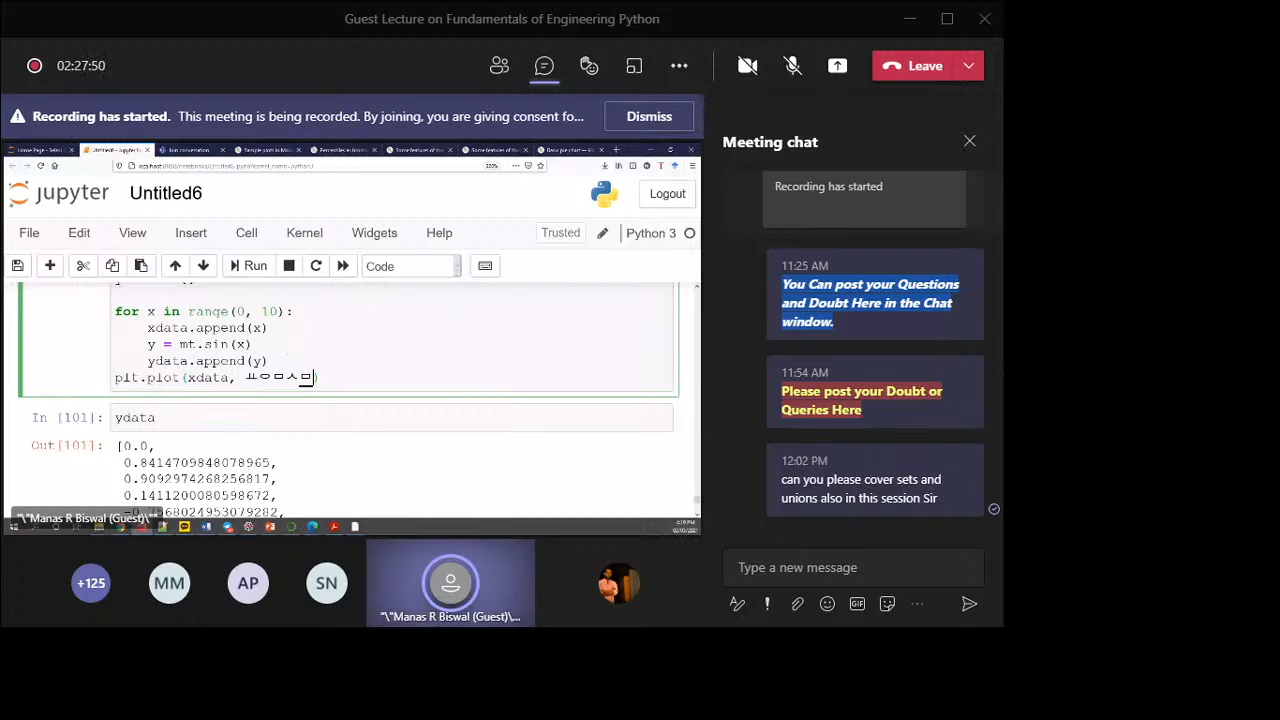 Guest Lecture on Fundamentals of Engineering Python
02:27:50
Leave
Recording has started. This meeting is being recorded. By joining, you are giving consent fo...
Dismiss
Meeting chat
Recording has started
11:25 AM
You Can post your Questions
and Doubt Here in the Chat
window.
11:54 AM
Please post your Doubt or
Queries Here
12:02 PM
can you please cover sets and
unions also in this session Sir
Type a new message
GIF
jupyter
Untitled6
Logout
File Edit View Insert Cell Kernel Widgets Help
Trusted
Python 3
Run
Code
for x in range(0, 10):
xdata.append(x)
y = mt.sin(x)
ydata.append(y)
plt.plot(xdata, ㅛㅇㅁㅅㅁ)
In [101]: ydata
Out[101]: [0.0,
0.8414709848078965,
0.9092974268256817,
0.1411200080598672,
"\"Manas R Biswal (Guest)\""
+125
MM
AP
SN
"\"Manas R Biswal (Guest)\...